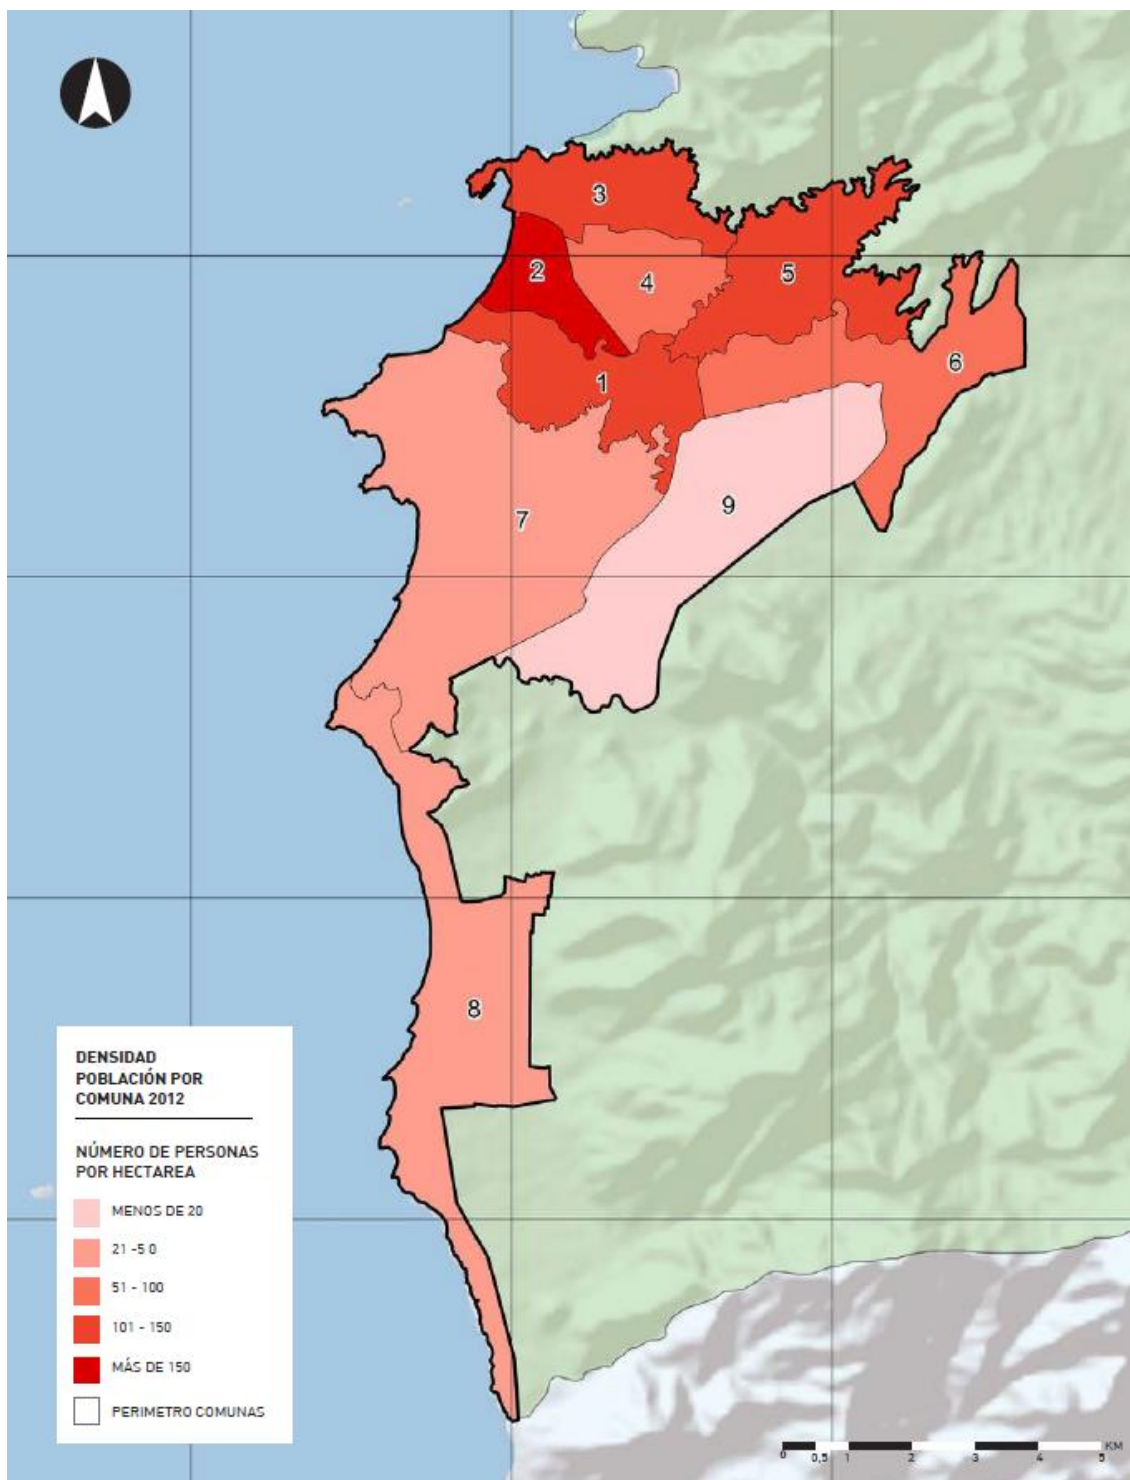 3
2
4
5
6
1
9
7
8
DENSIDAD
POBLACIÓN POR
COMUNA 2012
NÚMERO DE PERSONAS
POR HECTAREA
MENOS DE 20
21 -5 0
51 - 100
101 - 150
MÁS DE 150
PERIMETRO COMUNAS
KM
0 0,5 1 2 3 4 5